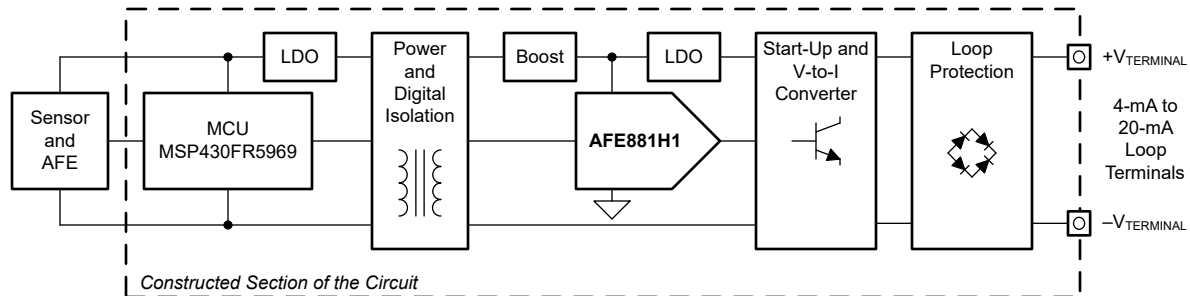 LDO
Power
and
Digital
Isolation
Boost
LDO
Start-Up and
V-to-I
Converter
Loop
Protection
+VTERMINAL
Sensor
and
AFE
MCU
MSP430FR5969
AFE881H1
4-mA to
20-mA
Loop
Terminals
–VTERMINAL
Constructed Section of the Circuit